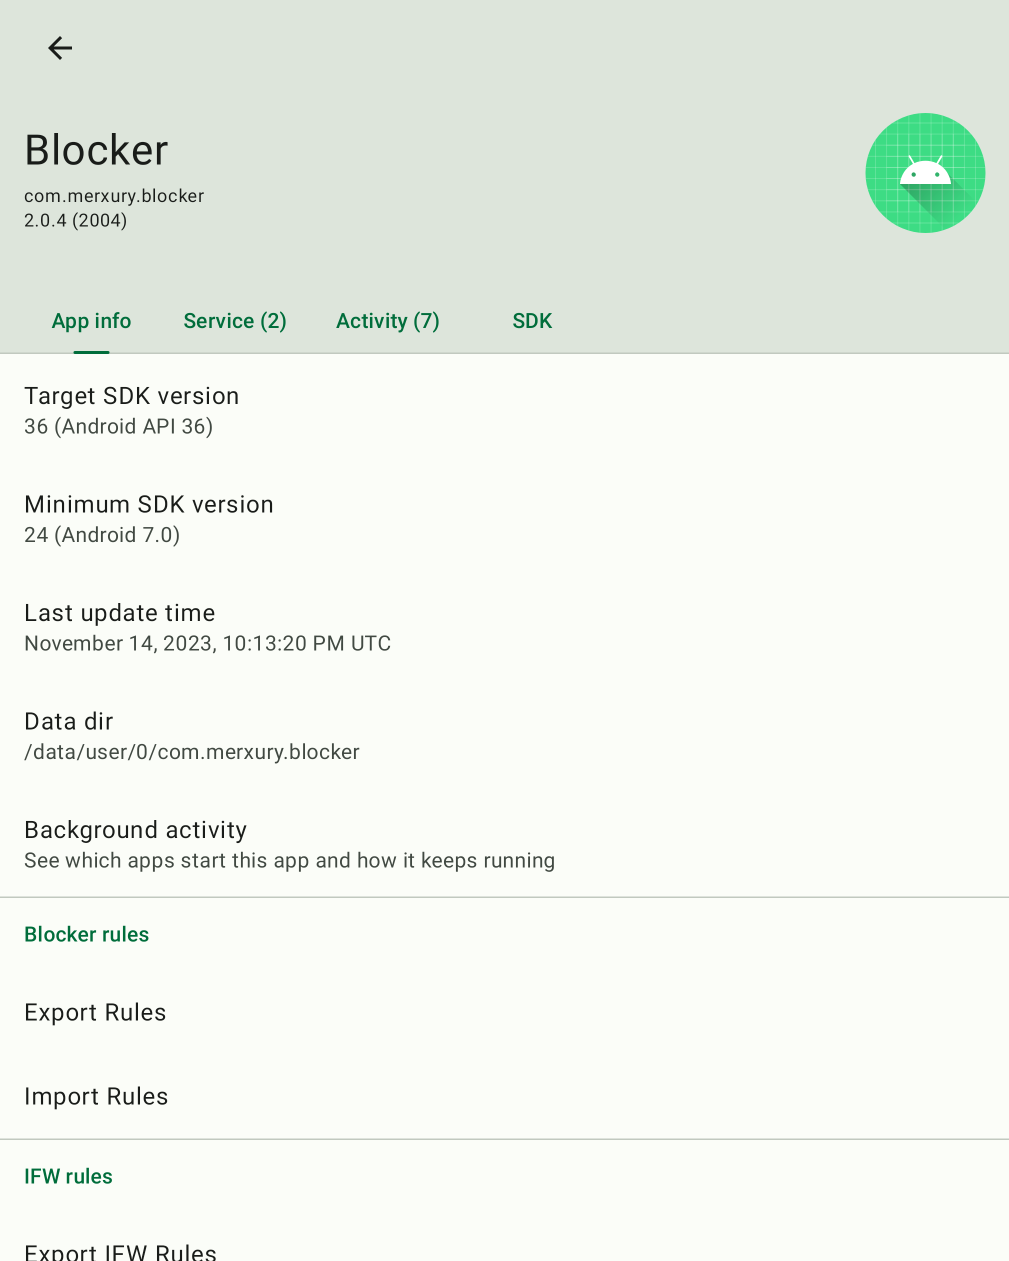 Blocker
com.merxury.blocker
2.0.4 (2004)
App info
Service (2)
Activity (7)
SDK
Target SDK version
36 (Android API 36)
Minimum SDK version
24 (Android 7.0)
Last update time
November 14, 2023, 10:13:20 PM UTC
Data dir
/data/user/0/com.merxury.blocker
Background activity
See which apps start this app and how it keeps running
Blocker rules
Export Rules
Import Rules
IFW rules
Export IFW Rules